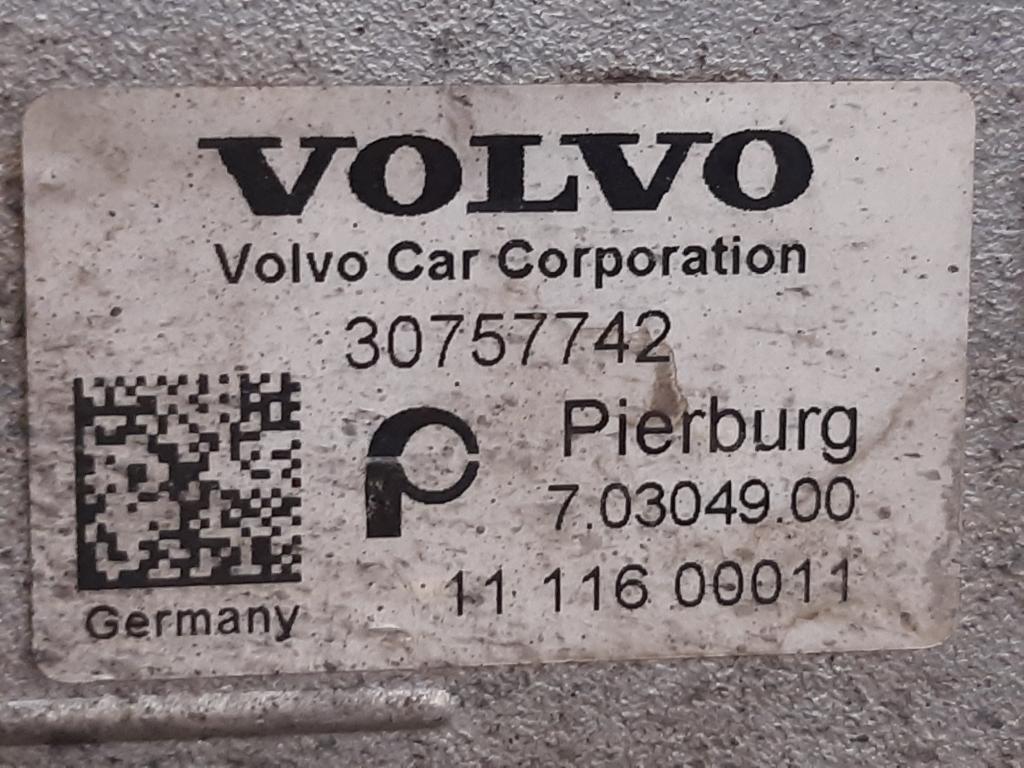 VOLVO
Volvo Car Corporation
30757742
Pierburg
7.03049.00
11 116 00011
Germany